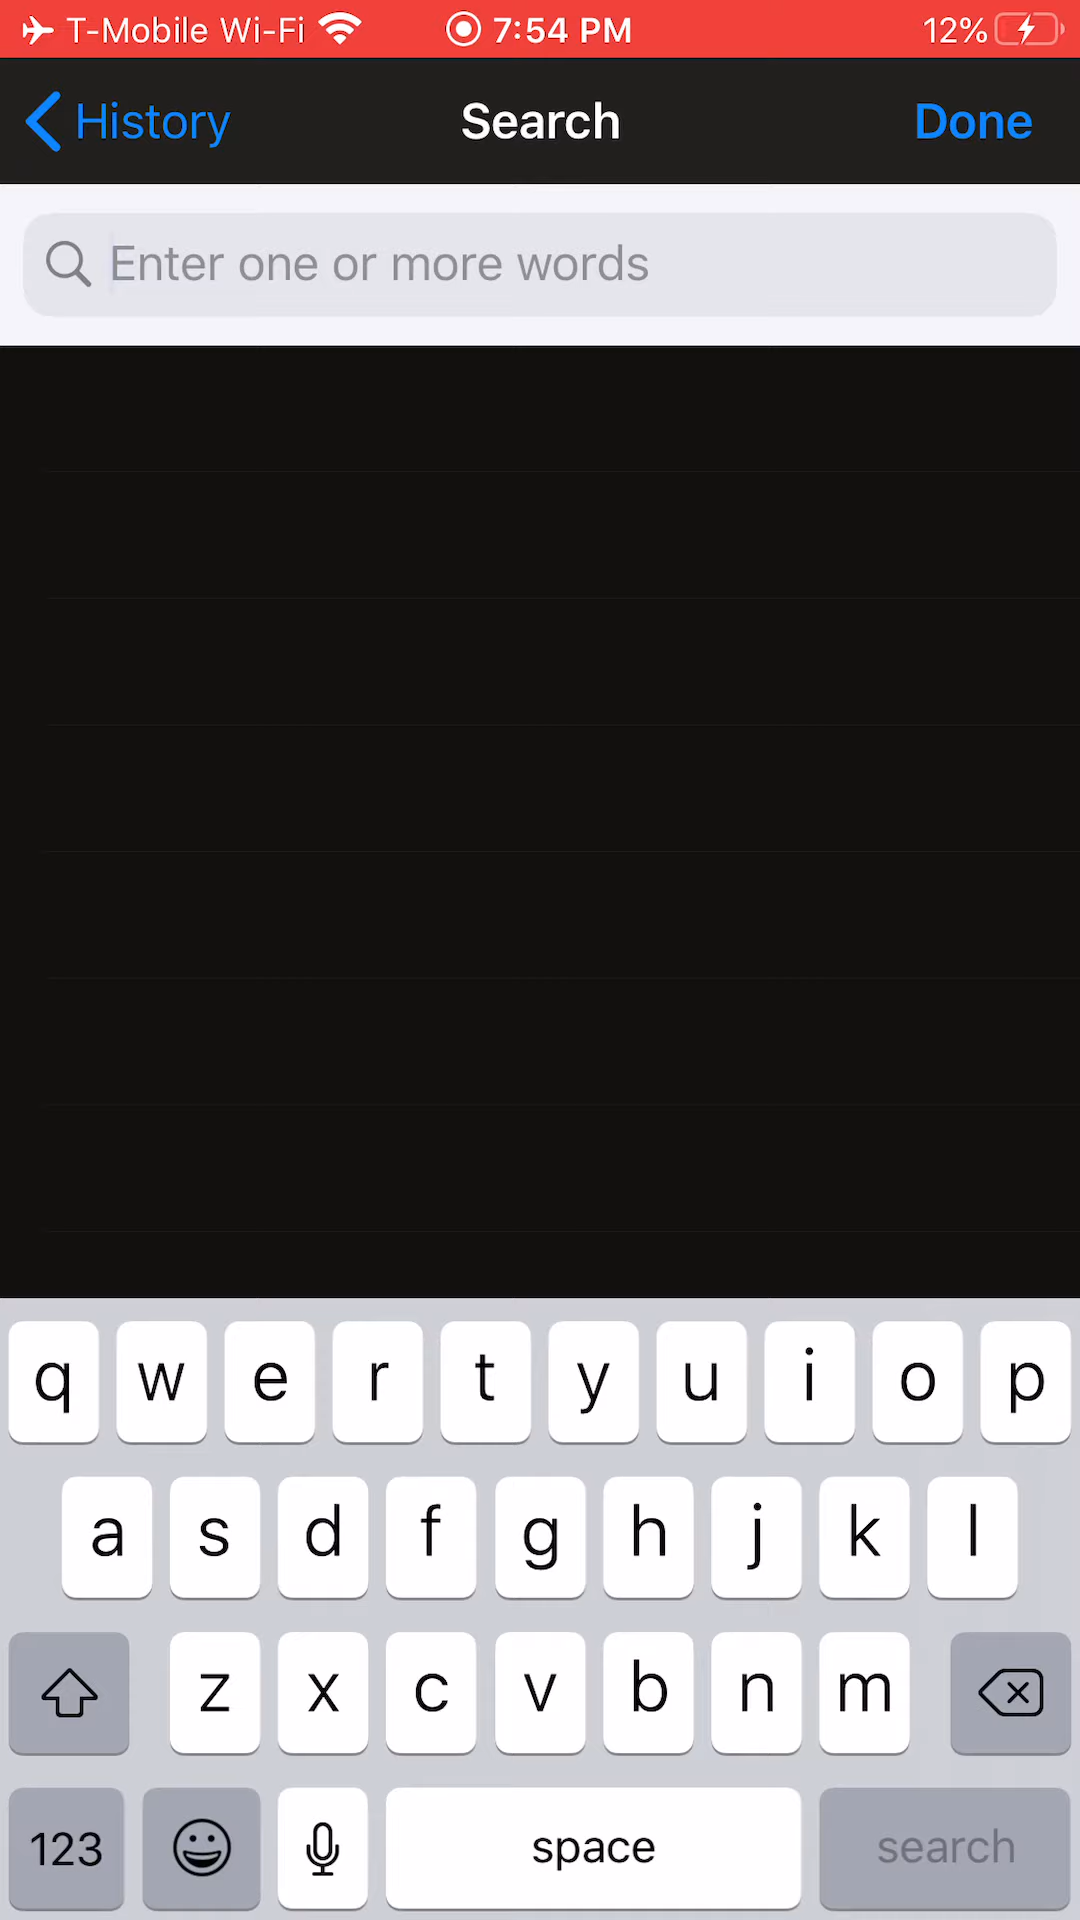 T-Mobile Wi-Fi 7:54 PM 12%
History Search Done
Enter one or more words
q w e r t y u i o p
a s d f g h j k l
z x c v b n m
123 space search